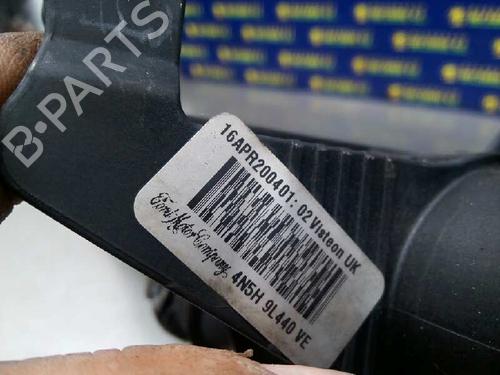 B-PARTS
16APR200401:02 Visteon UK
Ford Motor Company
4N5H 9L440 VE